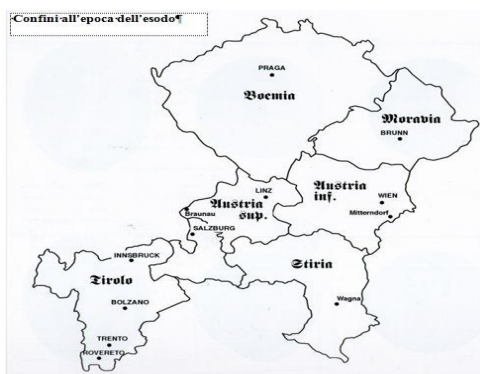 ·Confini·all'epoca·dell'esodo¶
PRAGA
Boemia
Moravia
BRUNN
LINZ
Austria
sup.
Austria
inf.
WIEN
Mitterndorf
Braunau
SALZBURG
INNSBRUCK
Tirolo
Stiria
BOLZANO
Wagna
TRENTO
ROVERETO